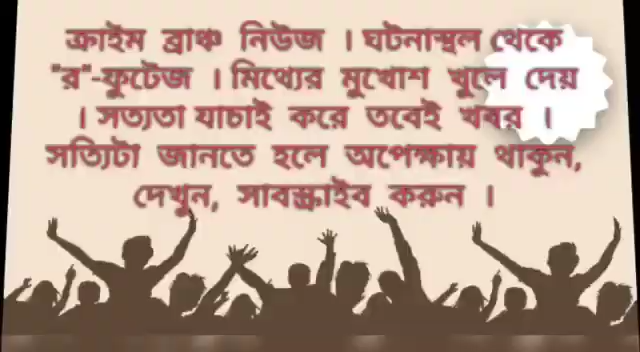 ক্রাইম ব্রাঞ্চ নিউজ । ঘটনাস্থল থেকে
"র"-ফুটেজ । মিথ্যের মুখোশ খুলে দেয়
। সত্যতা যাচাই করে তবেই খবর ।
সত্যিটা জানতে হলে অপেক্ষায় থাকুন,
দেখুন, সাবস্ক্রাইব করুন ।